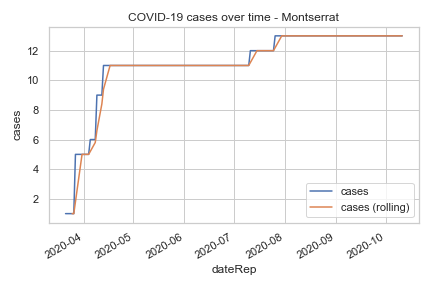 COVID-19 cases over time - Montserrat
cases
12
10
8
6
4
2
cases
cases (rolling)
2020-04
2020-05
2020-06
2020-07
2020-08
2020-09
2020-10
dateRep